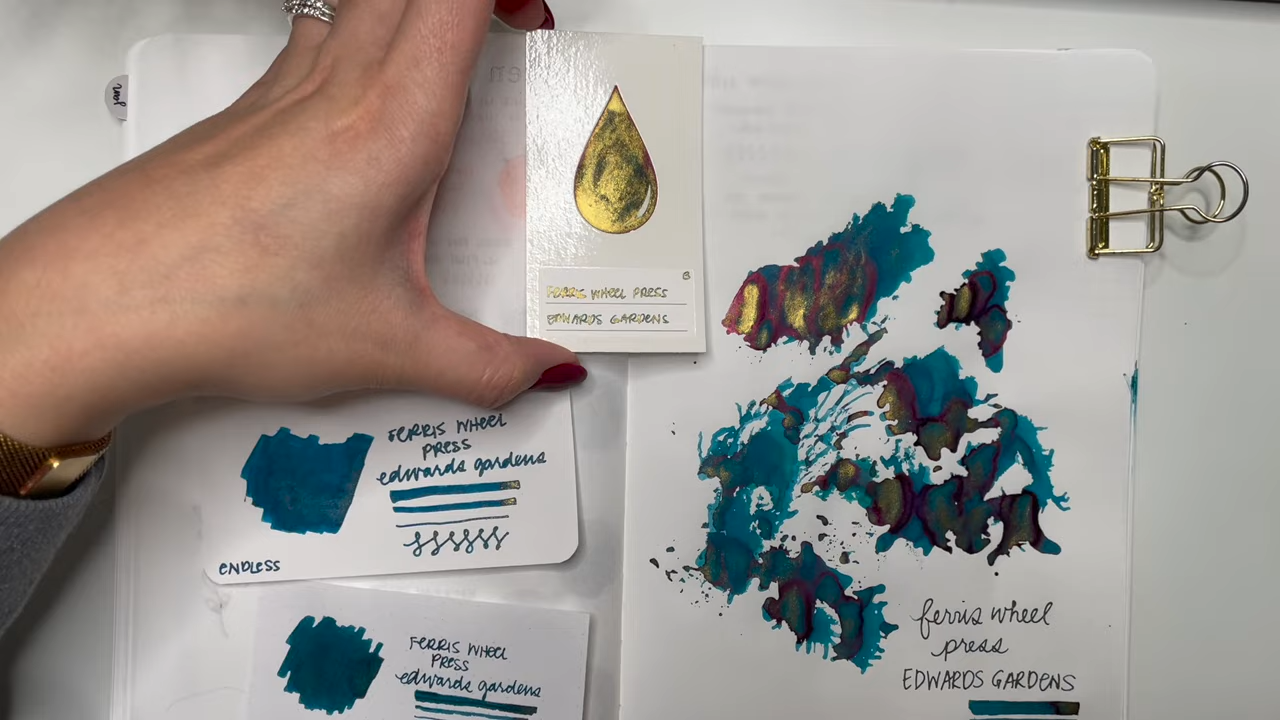 FERRIS WHEEL PRESS
EDWARDS GARDENS
FERRIS WHEEL
PRESS
edwards gardens
ENDLESS
FERRIS WHEEL
PRESS
edwards gardens
ferris wheel
press
EDWARDS GARDENS